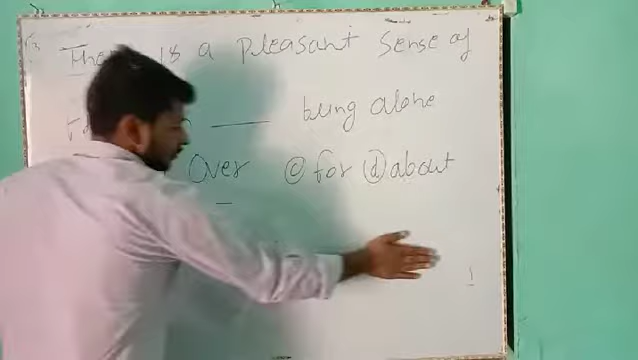 is a Pleasant Sense of
being alone
Over © for ⓓ about